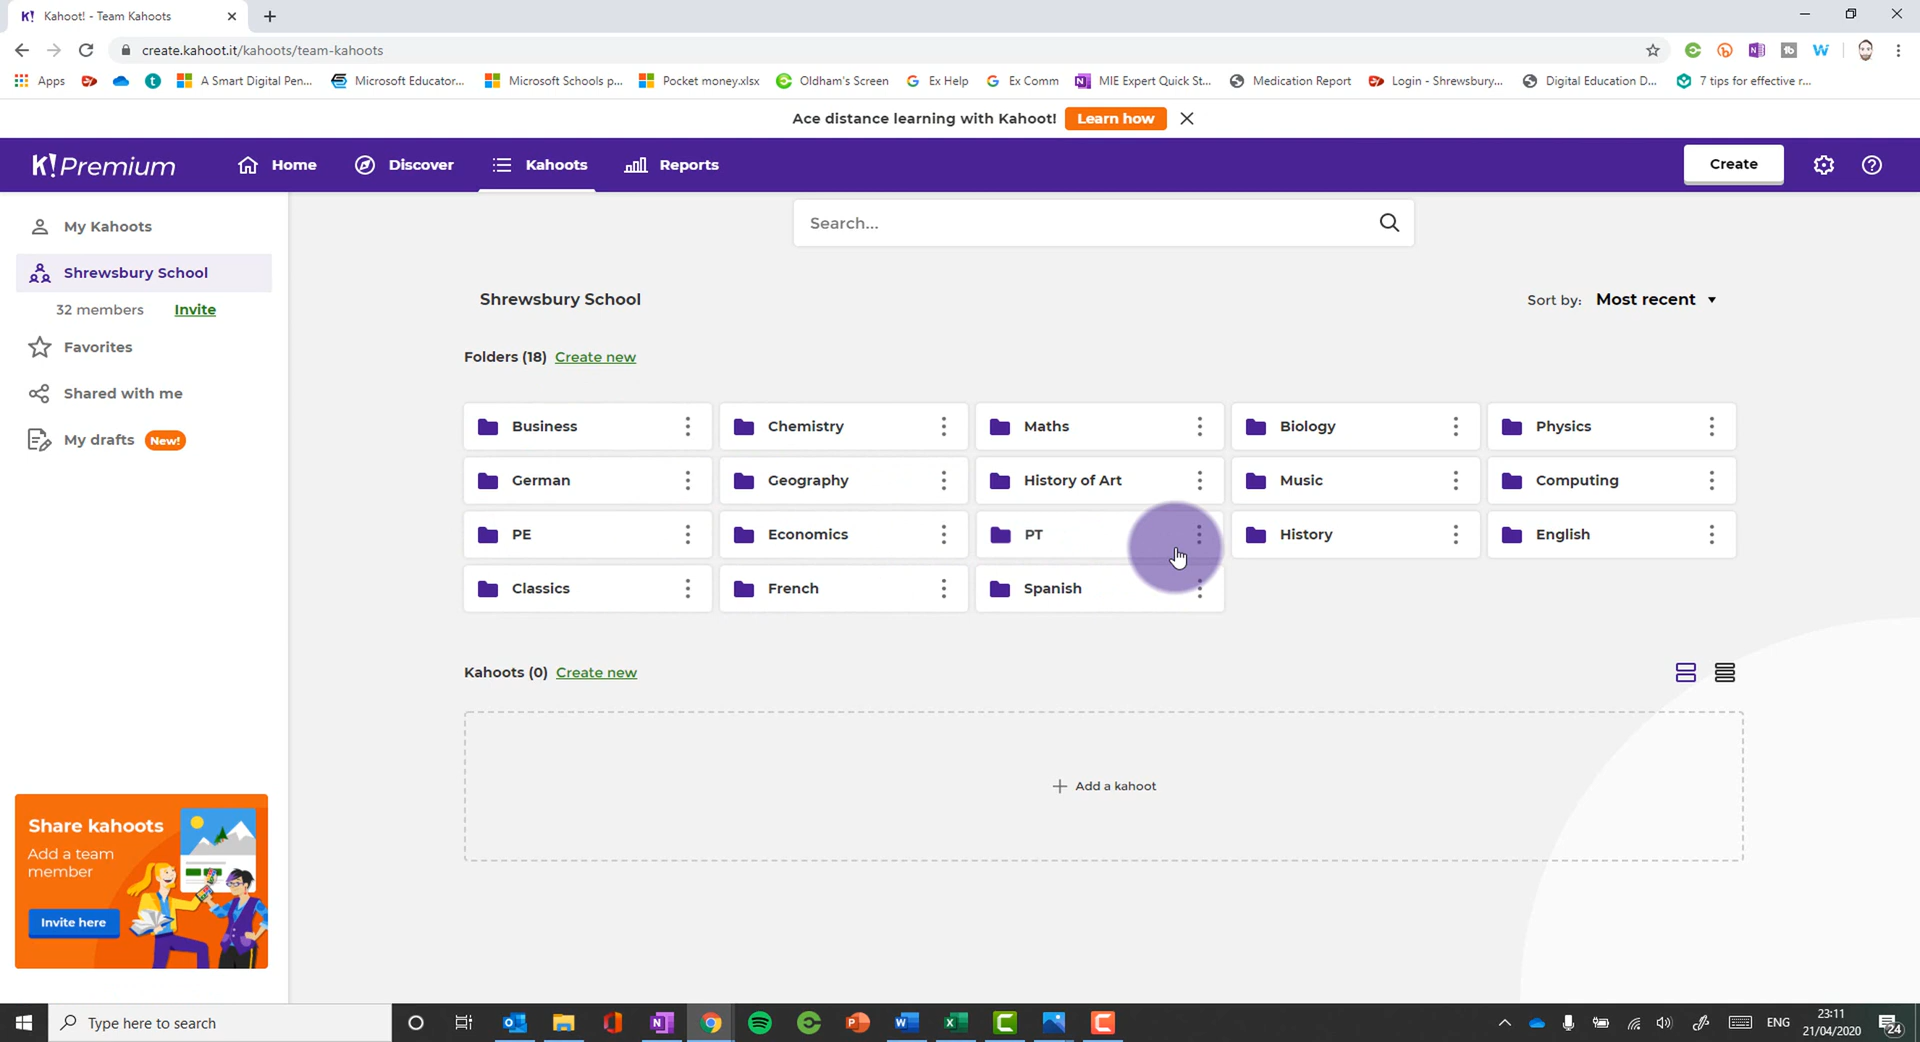 K! Kahoot! - Team Kahoots
create.kahoot.it/kahoots/team-kahoots
Apps A Smart Digital Pen... Microsoft Educator... Microsoft Schools p... Pocket money.xlsx Oldham's Screen Ex Help Ex Comm MIE Expert Quick St... Medication Report Login - Shrewsbury... Digital Education D... 7 tips for effective r...
Ace distance learning with Kahoot! Learn how
K! Premium Home Discover Kahoots Reports Create
My Kahoots
Shrewsbury School
32 members Invite
Favorites
Shared with me
My drafts New!
Search...
Shrewsbury School Sort by: Most recent
Folders (18) Create new
Business Chemistry Maths Biology Physics
German Geography History of Art Music Computing
PE Economics PT History English
Classics French Spanish
Kahoots (0) Create new
Add a kahoot
Share kahoots
Add a team
member
Invite here
Type here to search
ENG
23:11
21/04/2020
24